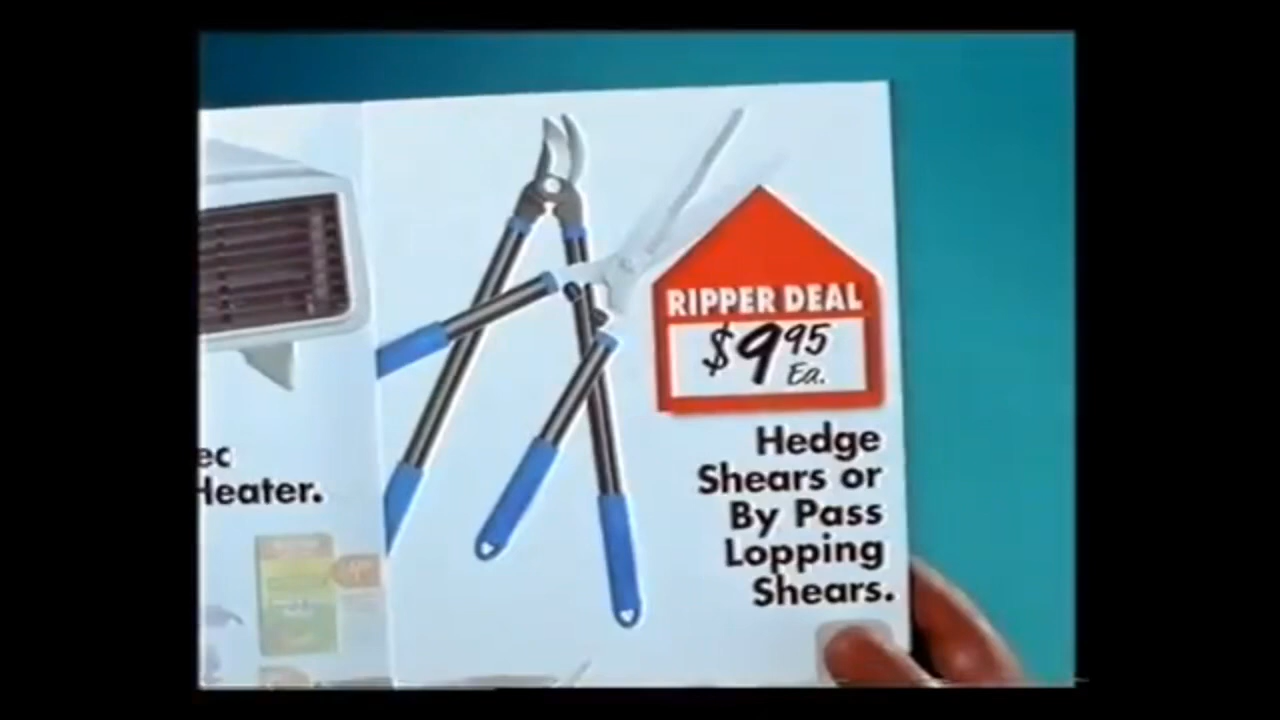 RIPPER DEAL
$9 95
Ea.
Hedge
Shears or
By Pass
Lopping
Shears.
ec
Heater.